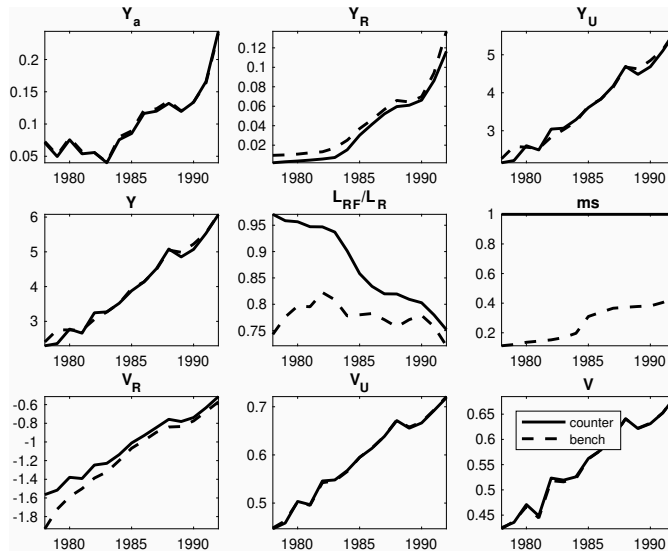 Y_a
0.2
0.15
0.1
0.05
1980 1985 1990
Y_R
0.12
0.1
0.08
0.06
0.04
0.02
1980 1985 1990
Y_U
5
4
3
1980 1985 1990
Y
6
5
4
3
1980 1985 1990
L_RF/L_R
0.95
0.9
0.85
0.8
0.75
1980 1985 1990
ms
1
0.8
0.6
0.4
0.2
1980 1985 1990
V_R
-0.6
-0.8
-1
-1.2
-1.4
-1.6
-1.8
1980 1985 1990
V_U
0.7
0.6
0.5
1980 1985 1990
V
0.65
0.6
0.55
0.5
0.45
counter
bench
1980 1985 1990